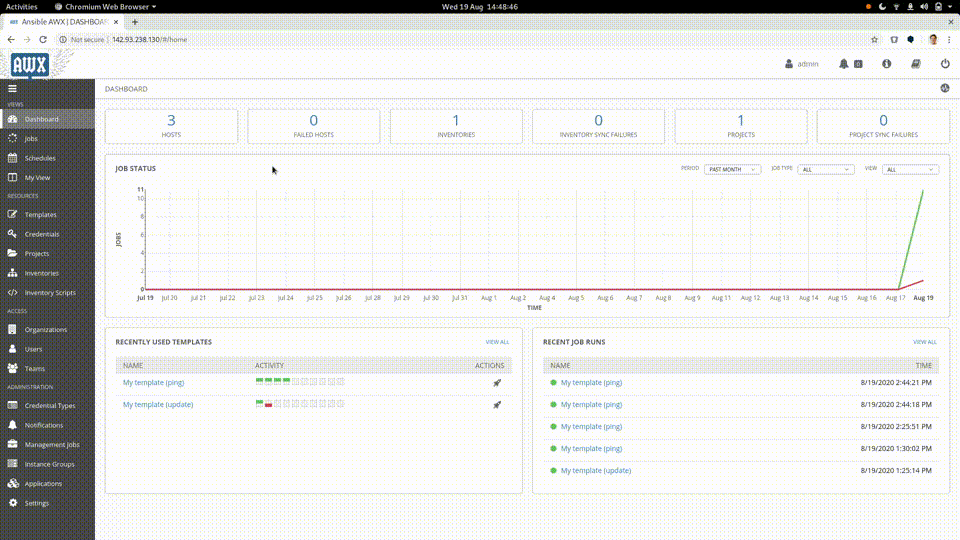 Activities Chromium Web Browser Wed 19 Aug 14:48:46
Ansible AWX | DASHBOA
Not secure | 142.93.238.130/#/home
AWX admin 0
DASHBOARD
VIEWS
Dashboard
Jobs
Schedules
My View
RESOURCES
Templates
Credentials
Projects
Inventories
Inventory Scripts
ACCESS
Organizations
Users
Teams
ADMINISTRATION
Credential Types
Notifications
Management Jobs
Instance Groups
Applications
Settings
3 0 1 0 1 0
HOSTS FAILED HOSTS INVENTORIES INVENTORY SYNC FAILURES PROJECTS PROJECT SYNC FAILURES
JOB STATUS PERIOD PAST MONTH JOB TYPE ALL VIEW ALL
11
10
8
6
4
2
0
JOBS
Jul 19 Jul 20 Jul 21 Jul 22 Jul 23 Jul 24 Jul 25 Jul 26 Jul 28 Jul 29 Jul 30 Jul 31 Aug 1 Aug 2 Aug 4 Aug 5 Aug 6 Aug 7 Aug 8 Aug 9 Aug 11 Aug 12 Aug 13 Aug 14 Aug 15 Aug 16 Aug 17 Aug 19
TIME
RECENTLY USED TEMPLATES VIEW ALL
NAME ACTIVITY ACTIONS
My template (ping)
My template (update)
RECENT JOB RUNS VIEW ALL
NAME TIME
My template (ping) 8/19/2020 2:44:21 PM
My template (ping) 8/19/2020 2:44:18 PM
My template (ping) 8/19/2020 2:25:51 PM
My template (ping) 8/19/2020 1:30:02 PM
My template (update) 8/19/2020 1:25:14 PM